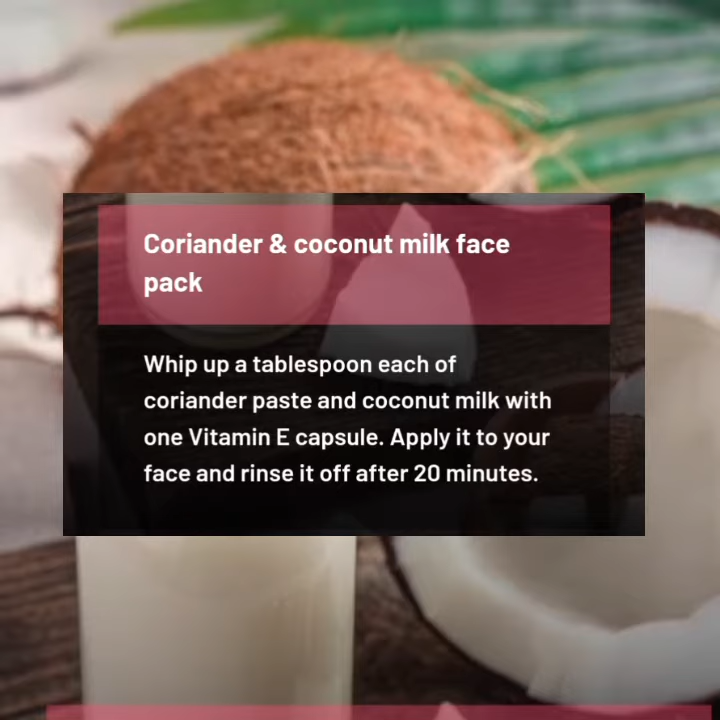 Coriander & coconut milk face
pack
Whip up a tablespoon each of
coriander paste and coconut milk with
one Vitamin E capsule. Apply it to your
face and rinse it off after 20 minutes.